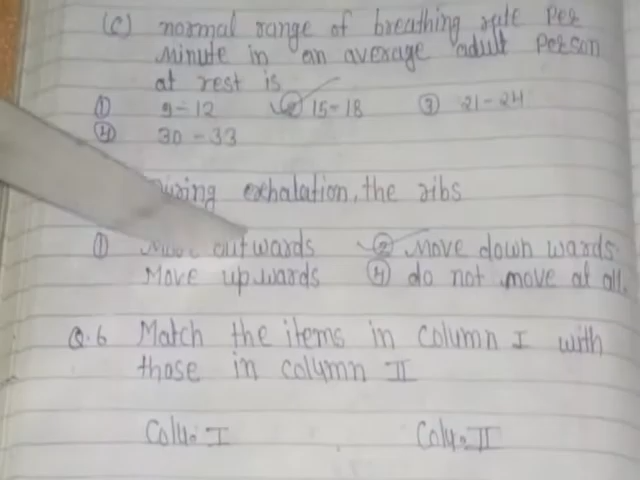 (c) normal range of breathing rate per
minute in an average adult person
at rest is
① 9-12 ② 15-18 ③ 21-24
④ 30-33
During exhalation, the ribs
① Move outwards ② Move down wards
Move upwards ④ do not move at all.
Q.6 Match the items in column I with
those in column II
Colu. I Colu. II